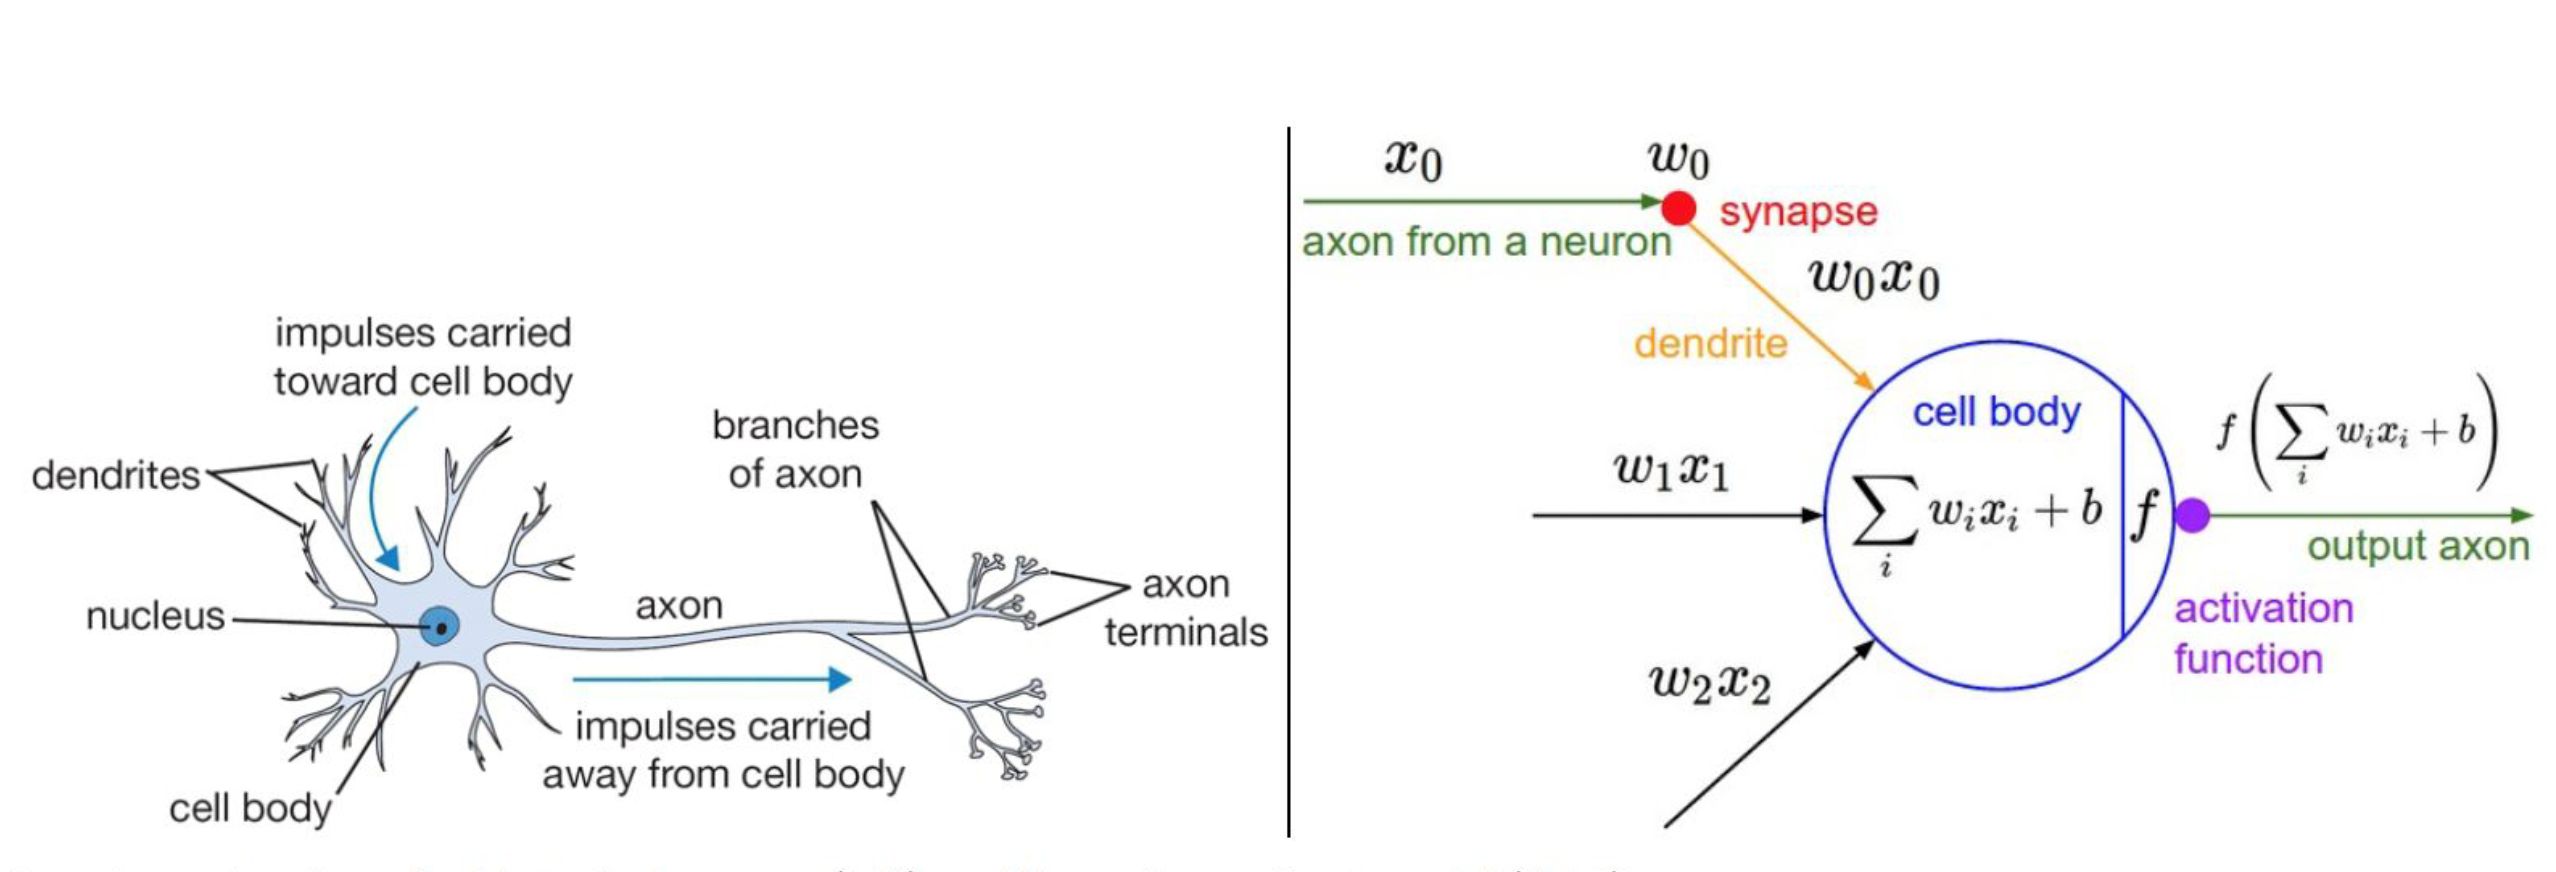 impulses carried
toward cell body
dendrites
nucleus
cell body
axon
impulses carried
away from cell body
branches
of axon
axon
terminals
x₀
w₀
axon from a neuron
synapse
w₀x₀
dendrite
w₁x₁
w₂x₂
cell body
∑ᵢ wᵢxᵢ + b
f
f(∑ᵢ wᵢxᵢ + b)
output axon
activation
function